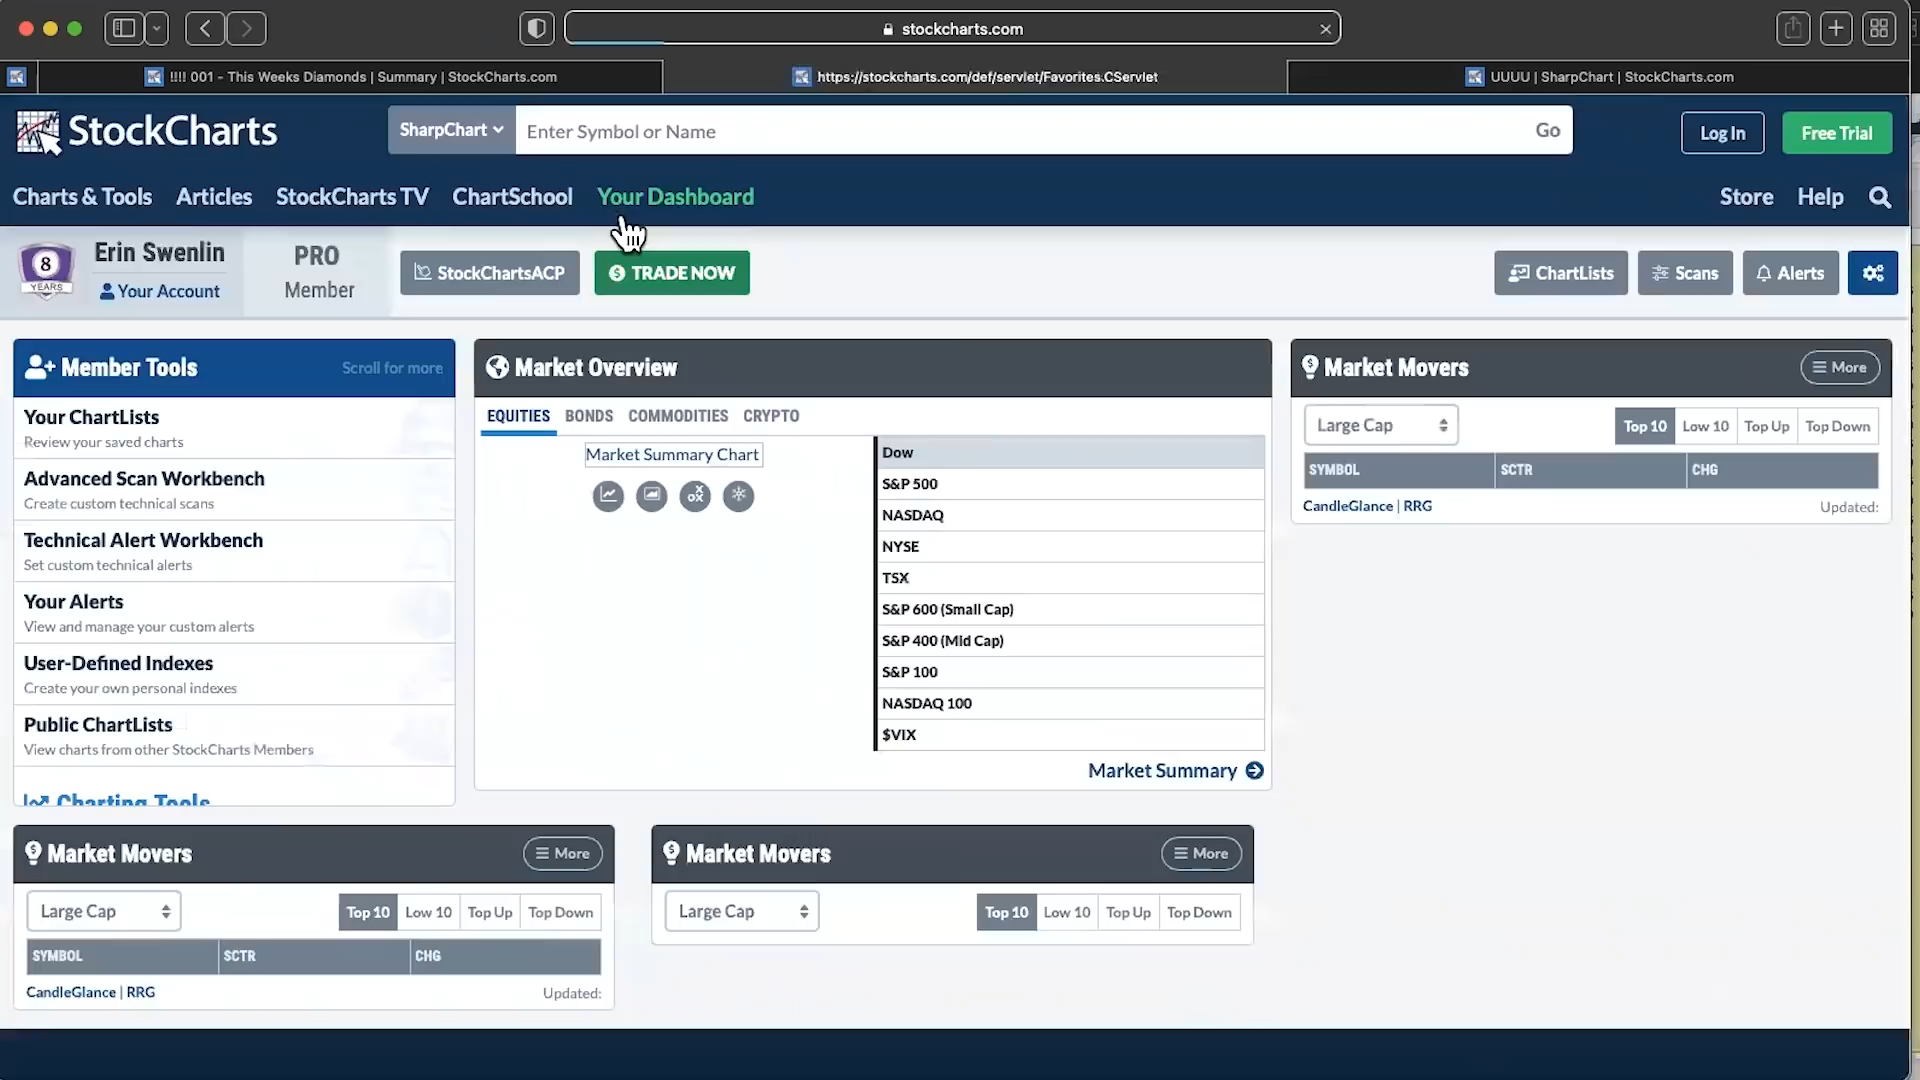 stockcharts.com
!!!! 001 - This Weeks Diamonds | Summary | StockCharts.com
https://stockcharts.com/def/servlet/Favorites.CServlet
UUUU | SharpChart | StockCharts.com
StockCharts
SharpChart
Enter Symbol or Name
Go
Log In
Free Trial
Charts & Tools
Articles
StockCharts TV
ChartSchool
Your Dashboard
Store
Help
8
YEARS
Erin Swenlin
Your Account
PRO
Member
StockChartsACP
TRADE NOW
ChartLists
Scans
Alerts
Member Tools
Scroll for more
Your ChartLists
Review your saved charts
Advanced Scan Workbench
Create custom technical scans
Technical Alert Workbench
Set custom technical alerts
Your Alerts
View and manage your custom alerts
User-Defined Indexes
Create your own personal indexes
Public ChartLists
View charts from other StockCharts Members
Charting Tools
Market Overview
EQUITIES
BONDS
COMMODITIES
CRYPTO
Market Summary Chart
Dow
S&P 500
NASDAQ
NYSE
TSX
S&P 600 (Small Cap)
S&P 400 (Mid Cap)
S&P 100
NASDAQ 100
$VIX
Market Summary
Market Movers
More
Large Cap
Top 10
Low 10
Top Up
Top Down
SYMBOL
SCTR
CHG
CandleGlance | RRG
Updated:
Market Movers
More
Large Cap
Top 10
Low 10
Top Up
Top Down
SYMBOL
SCTR
CHG
CandleGlance | RRG
Updated:
Market Movers
More
Large Cap
Top 10
Low 10
Top Up
Top Down